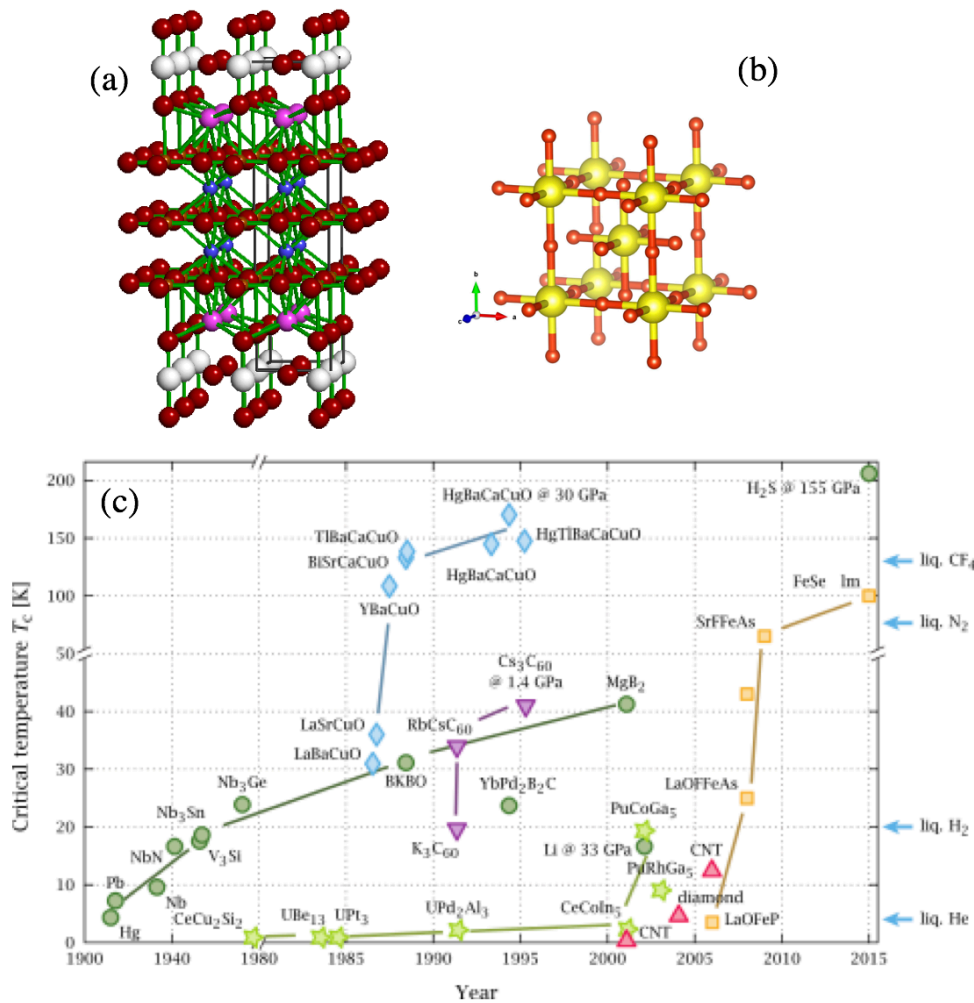 (a)
(b)
b
a
c
(c)
Critical temperature Tc [K]
200
150
100
50
40
30
20
10
0
HgBaCaCuO @ 30 GPa
H2S @ 155 GPa
TlBaCaCuO
BiSrCaCuO
HgTlBaCaCuO
HgBaCaCuO
YBaCuO
FeSe lm
SrFFeAs
Cs3C60
@ 1.4 GPa
MgB2
LaSrCuO
RbCsC60
LaBaCuO
BKBO
Nb3Ge
YbPd2B2C
LaOFFeAs
Nb3Sn
PuCoGa5
NbN
V3Si
K3C60
Li @ 33 GPa
CNT
PuRhGa5
Pb
Nb
diamond
CeCu2Si2
UBe13
UPt3
UPd2Al3
CeCoIn5
LaOFeP
Hg
CNT
liq. CF4
liq. N2
liq. H2
liq. He
1900
1940
1980
1985
1990
1995
2000
2005
2010
2015
Year